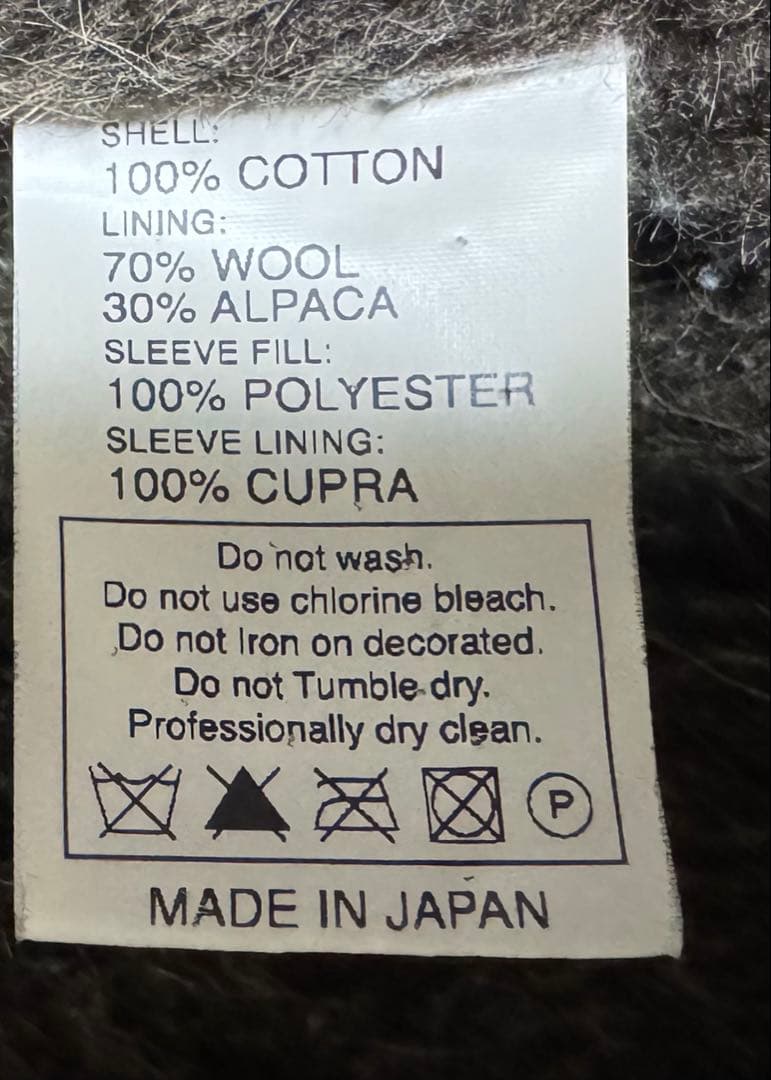 SHELL:
100% COTTON
LINING:
70% WOOL
30% ALPACA
SLEEVE FILL:
100% POLYESTER
SLEEVE LINING:
100% CUPRA
Do not wash.
Do not use chlorine bleach.
Do not Iron on decorated.
Do not Tumble dry.
Professionally dry clean.
P
MADE IN JAPAN